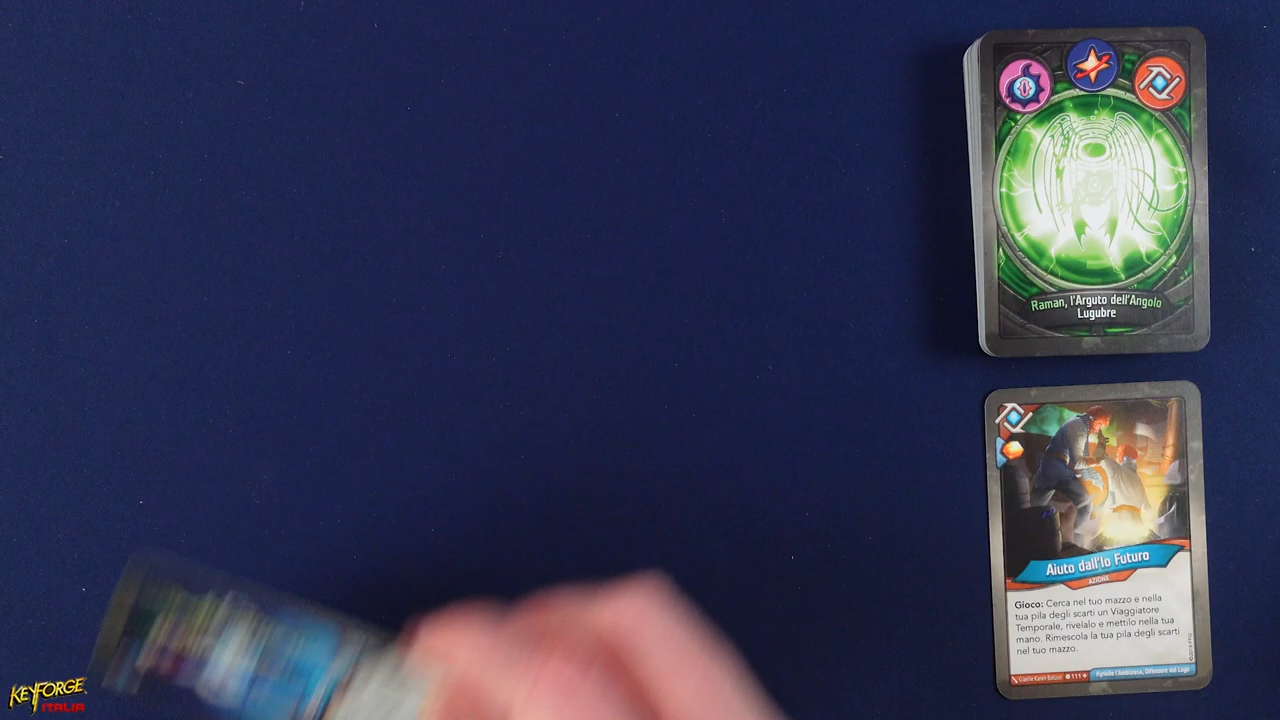 Raman, l'Arguto dell'Angolo
Lugubre
Aiuto dall'Io Futuro
AZIONE
Gioco: Cerca nel tuo mazzo e nella
tua pila degli scarti un Viaggiatore
Temporale, rivelalo e mettilo nella tua
mano. Rimescola la tua pila degli scarti
nel tuo mazzo.
111
KEYFORGE
ITALIA